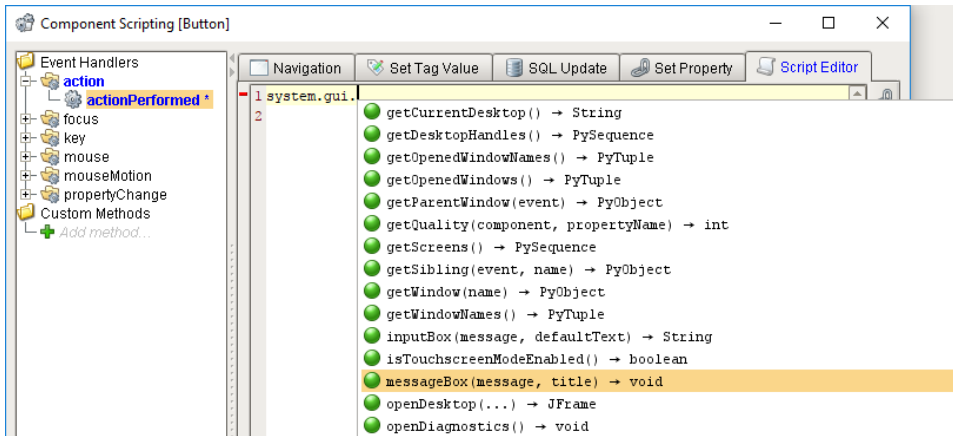 Component Scripting [Button]
Event Handlers
action
actionPerformed *
focus
key
mouse
mouseMotion
propertyChange
Custom Methods
Add method...
Navigation
Set Tag Value
SQL Update
Set Property
Script Editor
1 system.gui.
2
getCurrentDesktop() → String
getDesktopHandles() → PySequence
getOpenedWindowNames() → PyTuple
getOpenedWindows() → PyTuple
getParentWindow(event) → PyObject
getQuality(component, propertyName) → int
getScreens() → PySequence
getSibling(event, name) → PyObject
getWindow(name) → PyObject
getWindowNames() → PyTuple
inputBox(message, defaultText) → String
isTouchscreenModeEnabled() → boolean
messageBox(message, title) → void
openDesktop(...) → JFrame
openDiagnostics() → void